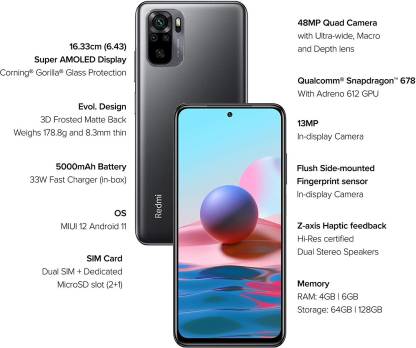 16.33cm (6.43)
Super AMOLED Display
Corning® Gorilla® Glass Protection
Evol. Design
3D Frosted Matte Back
Weighs 178.8g and 8.3mm thin
5000mAh Battery
33W Fast Charger (in-box)
OS
MIUI 12 Android 11
SIM Card
Dual SIM + Dedicated
MicroSD slot (2+1)
Redmi
48MP Quad Camera
with Ultra-wide, Macro
and Depth lens
Qualcomm® Snapdragon™ 678
With Adreno 612 GPU
13MP
In-display Camera
Flush Side-mounted
Fingerprint sensor
In-display Camera
Z-axis Haptic feedback
Hi-Res certified
Dual Stereo Speakers
Memory
RAM: 4GB | 6GB
Storage: 64GB | 128GB